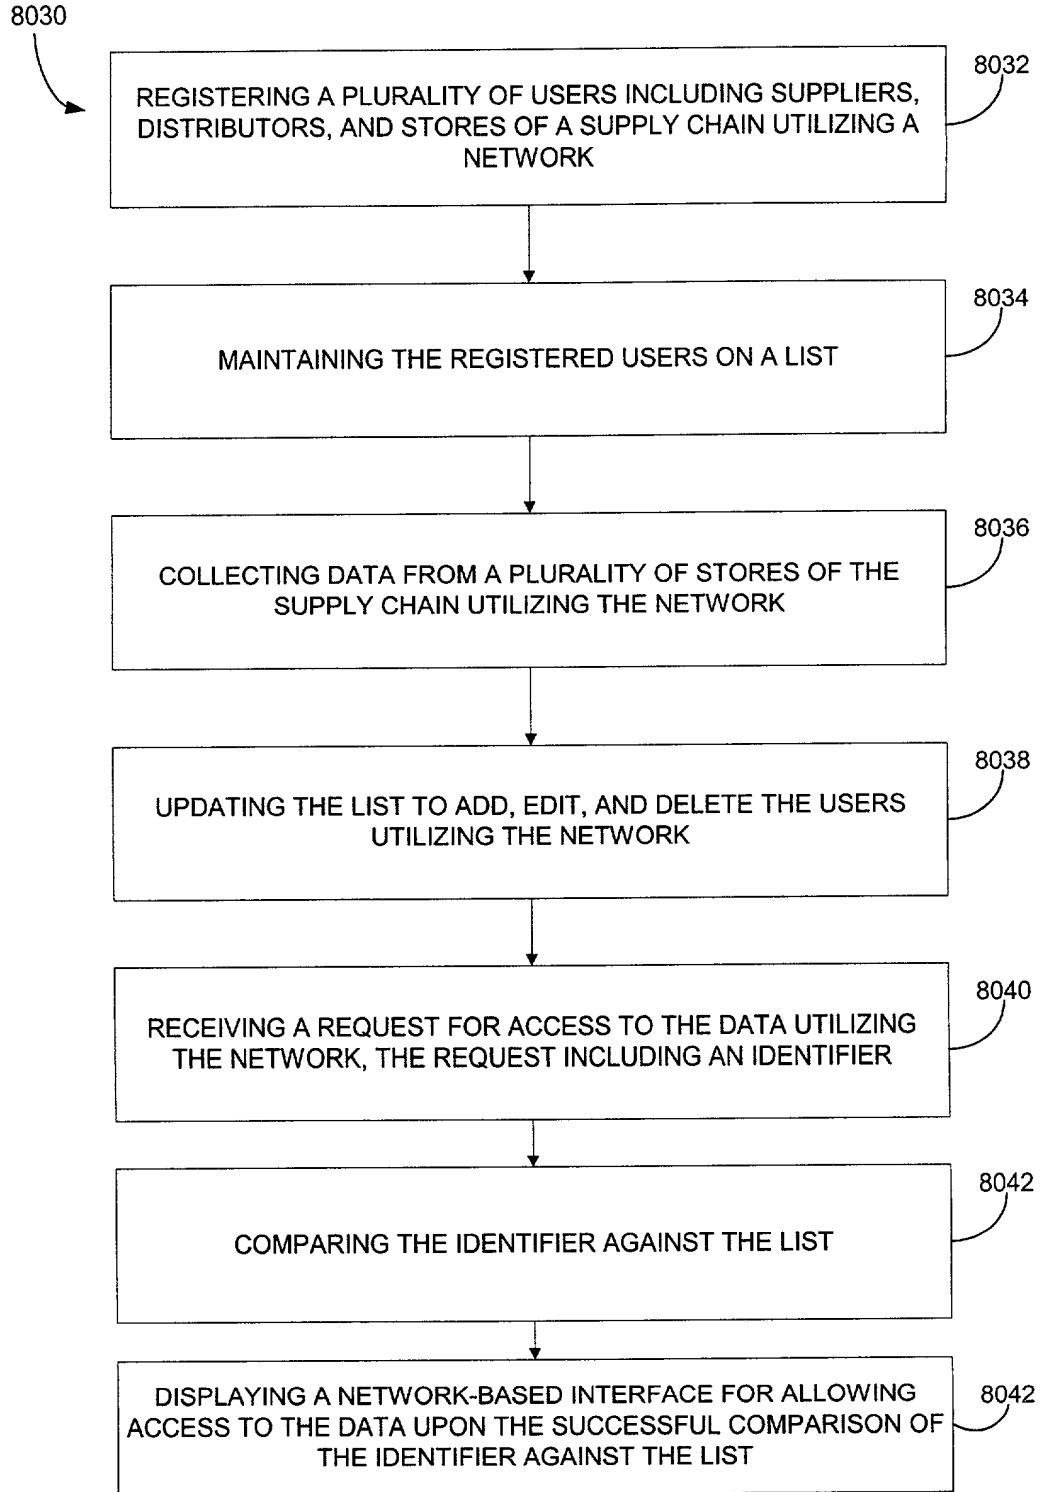 8030
8032
REGISTERING A PLURALITY OF USERS INCLUDING SUPPLIERS,
DISTRIBUTORS, AND STORES OF A SUPPLY CHAIN UTILIZING A
NETWORK
8034
MAINTAINING THE REGISTERED USERS ON A LIST
8036
COLLECTING DATA FROM A PLURALITY OF STORES OF THE
SUPPLY CHAIN UTILIZING THE NETWORK
8038
UPDATING THE LIST TO ADD, EDIT, AND DELETE THE USERS
UTILIZING THE NETWORK
8040
RECEIVING A REQUEST FOR ACCESS TO THE DATA UTILIZING
THE NETWORK, THE REQUEST INCLUDING AN IDENTIFIER
8042
COMPARING THE IDENTIFIER AGAINST THE LIST
8042
DISPLAYING A NETWORK-BASED INTERFACE FOR ALLOWING
ACCESS TO THE DATA UPON THE SUCCESSFUL COMPARISON OF
THE IDENTIFIER AGAINST THE LIST